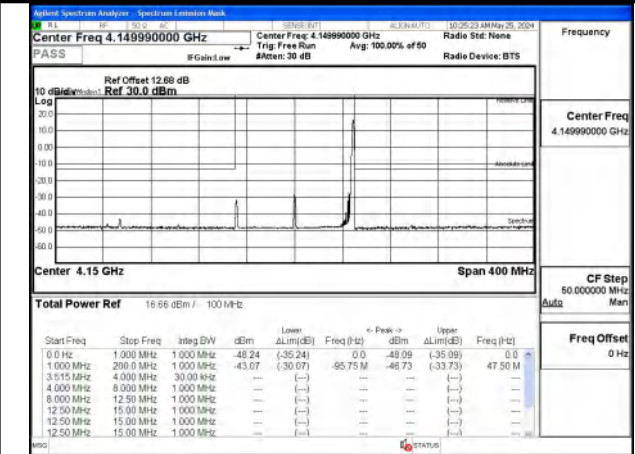 Agilent Spectrum Analyzer - Spectrum Emission Mask
RL RF 50 Ω AC SENSE:INT ALIGN AUTO 10:25:23 AM May 25, 2024
Center Freq 4.149990000 GHz
Center Freq: 4.149990000 GHz
Radio Std: None
Frequency
Trig: Free Run Avg: 100.00% of 50
PASS IFGain:Low #Atten: 30 dB Radio Device: BTS
Ref Offset 12.68 dB
10 dB/div Ref 30.0 dBm
Log
Relative Limit
20.0
10.0
0.00
-10.0
Absolute Limit
-20.0
-30.0
-40.0
-50.0
Spectrum
-60.0
Center 4.15 GHz Span 400 MHz
Center Freq
4.149990000 GHz
CF Step
50.000000 MHz
Auto Man
Freq Offset
0 Hz
Total Power Ref 16.66 dBm / 100 MHz
Lower <- Peak -> Upper
Start Freq Stop Freq Integ BW dBm ΔLim(dB) Freq (Hz) dBm ΔLim(dB) Freq (Hz)
0.0 Hz 1.000 MHz 1.000 MHz -48.24 (-35.24) 0.0 -48.09 (-35.09) 0.0
1.000 MHz 200.0 MHz 1.000 MHz -43.07 (-30.07) -95.75 M -46.73 (-33.73) 47.50 M
3.515 MHz 4.000 MHz 30.00 kHz --- (---) --- --- (---) ---
4.000 MHz 8.000 MHz 1.000 MHz --- (---) --- --- (---) ---
8.000 MHz 12.50 MHz 1.000 MHz --- (---) --- --- (---) ---
12.50 MHz 15.00 MHz 1.000 MHz --- (---) --- --- (---) ---
12.50 MHz 15.00 MHz 1.000 MHz --- (---) --- --- (---) ---
12.50 MHz 15.00 MHz 1.000 MHz --- (---) --- --- (---) ---
MSG STATUS